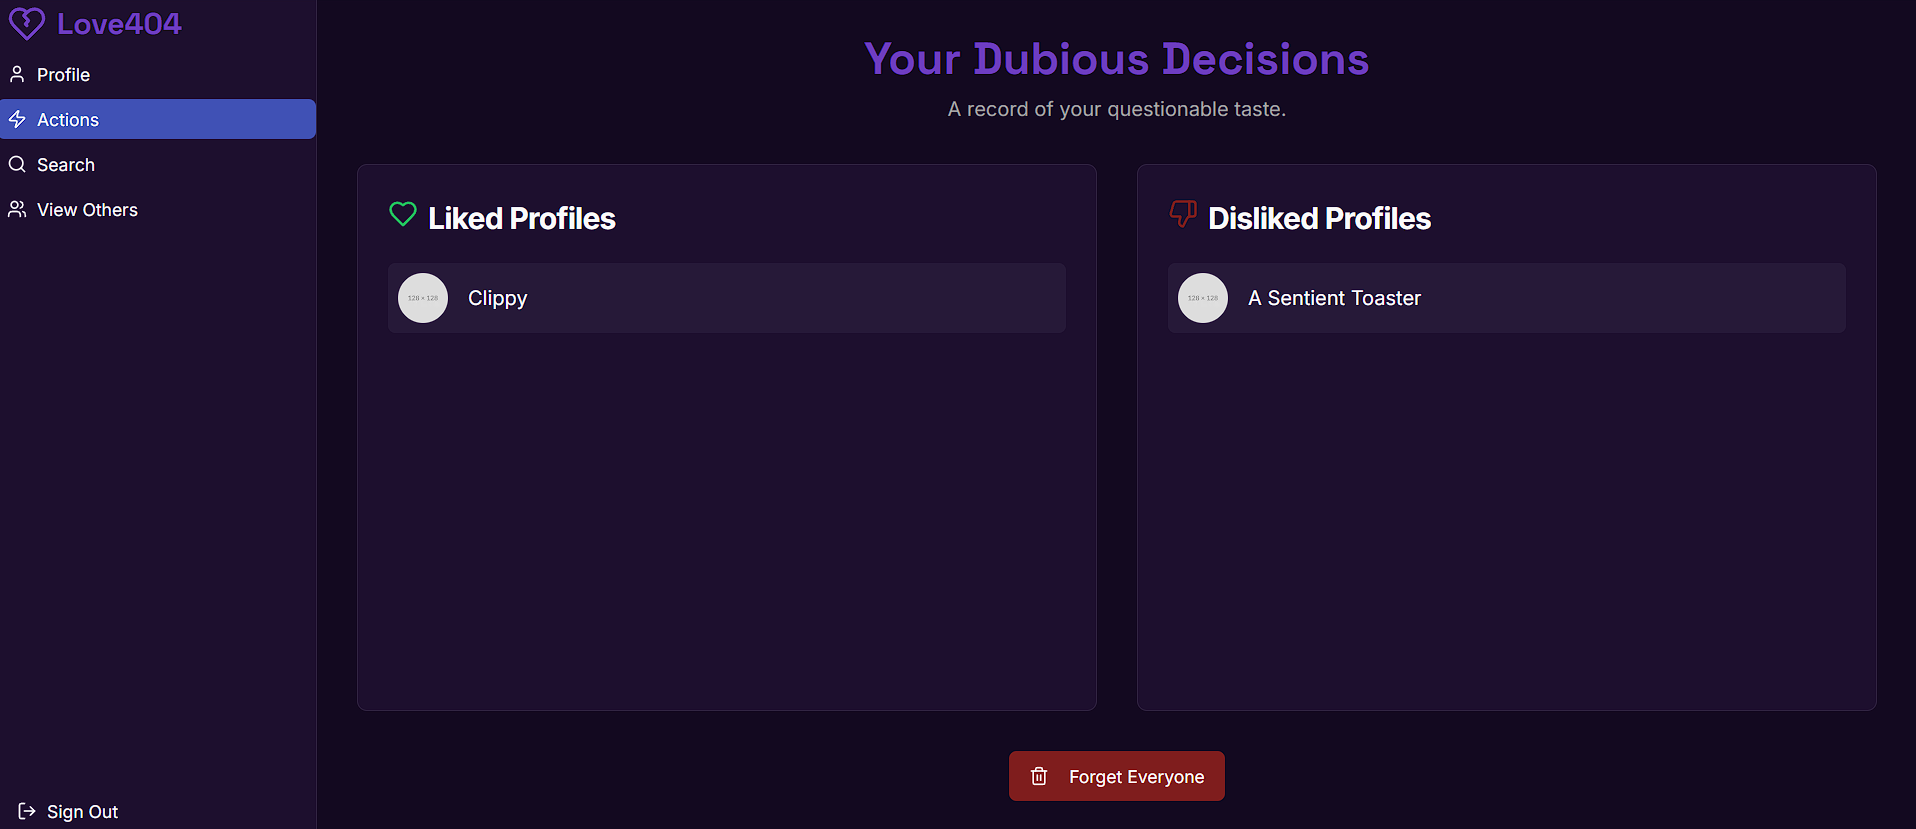 Love404
Profile
Actions
Search
View Others
Sign Out
Your Dubious Decisions
A record of your questionable taste.
Liked Profiles
128 × 128
Clippy
Disliked Profiles
128 × 128
A Sentient Toaster
Forget Everyone